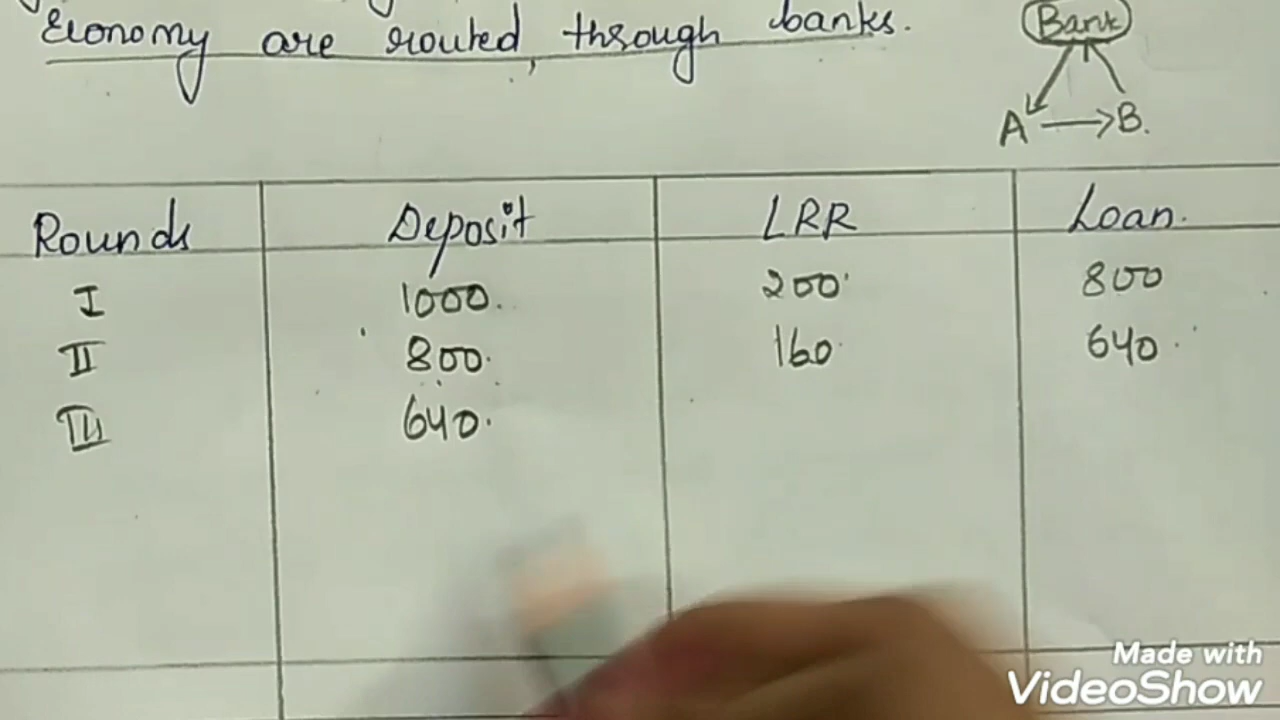 Economy are routed, through banks.
Bank
A → B.
Rounds Deposit LRR Loan.
I 1000. 200. 800
II 800. 160 640.
III 640.
Made with
VideoShow